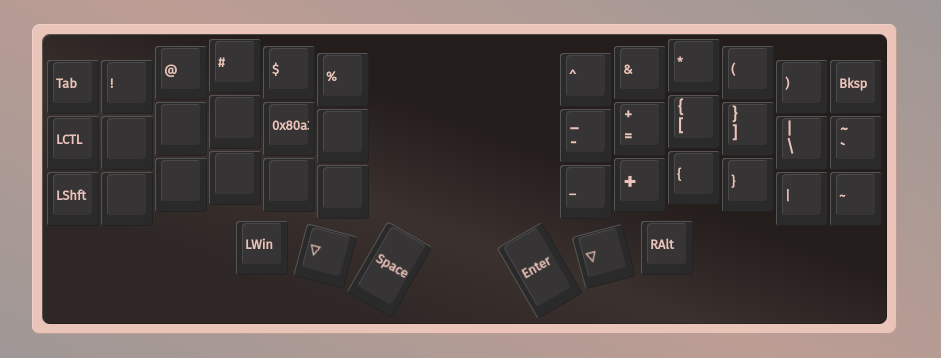 Tab ! @ # $ % ^ & * ( ) Bksp
LCTL 0x80a _ - + = { [ } ] | \ ~ `
LShft _ + { } | ~
LWin ▽ Space Enter ▽ RAlt